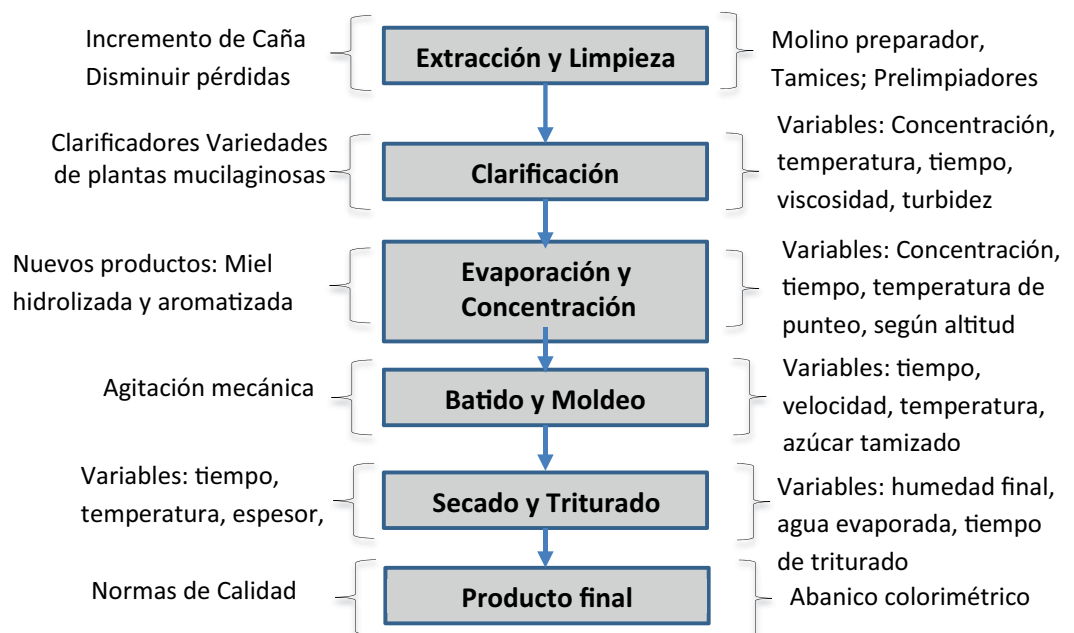 Incremento de Caña
Disminuir pérdidas
Extracción y Limpieza
Molino preparador,
Tamices; Prelimpiadores
Clarificadores Variedades
de plantas mucilaginosas
Clarificación
Variables: Concentración,
temperatura, tiempo,
viscosidad, turbidez
Nuevos productos: Miel
hidrolizada y aromatizada
Evaporación y
Concentración
Variables: Concentración,
tiempo, temperatura de
punteo, según altitud
Agitación mecánica
Batido y Moldeo
Variables: tiempo,
velocidad, temperatura,
azúcar tamizado
Variables: tiempo,
temperatura, espesor,
Secado y Triturado
Variables: humedad final,
agua evaporada, tiempo
de triturado
Normas de Calidad
Producto final
Abanico colorimétrico